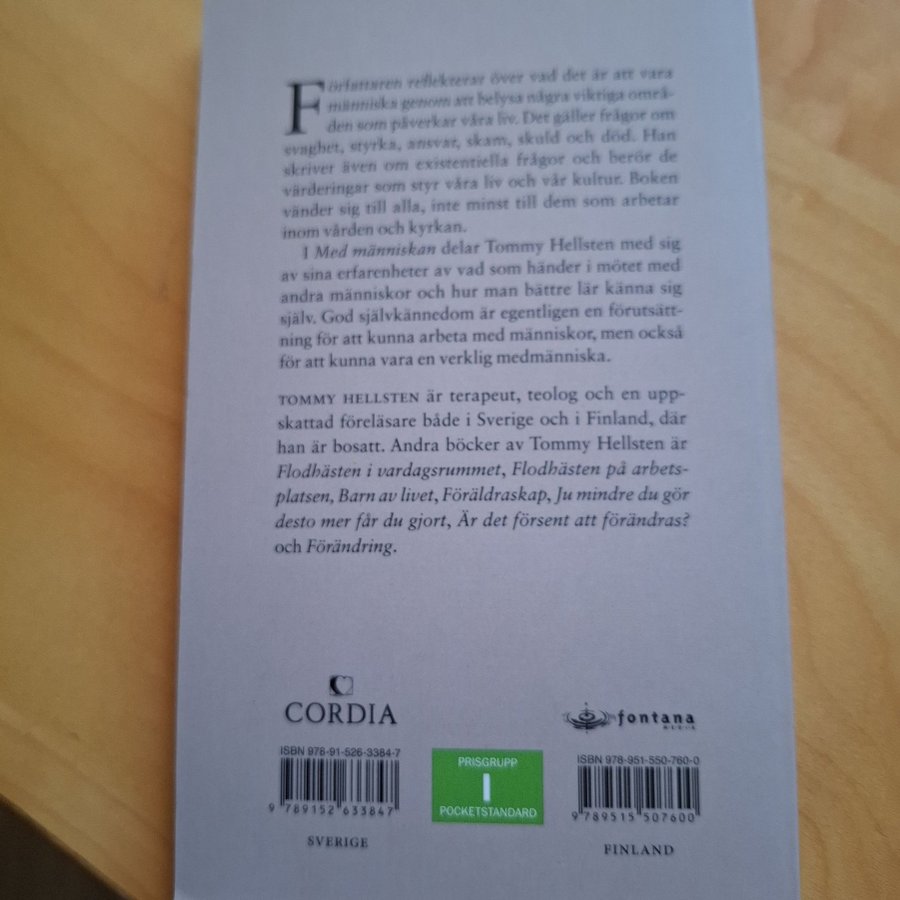 Författaren reflekterar över vad det är att vara
människa genom att belysa några viktiga områ-
den som påverkar våra liv. Det gäller frågor om
svaghet, styrka, ansvar, skam, skuld och död. Han
skriver även om existentiella frågor och berör de
värderingar som styr våra liv och vår kultur. Boken
vänder sig till alla, inte minst till dem som arbetar
inom vården och kyrkan.
I Med människan delar Tommy Hellsten med sig
av sina erfarenheter av vad som händer i mötet med
andra människor och hur man bättre lär känna sig
själv. God självkännedom är egentligen en förutsätt-
ning för att kunna arbeta med människor, men också
för att kunna vara en verklig medmänniska.
TOMMY HELLSTEN är terapeut, teolog och en upp-
skattad föreläsare både i Sverige och i Finland, där
han är bosatt. Andra böcker av Tommy Hellsten är
Flodhästen i vardagsrummet, Flodhästen på arbets-
platsen, Barn av livet, Föräldraskap, Ju mindre du gör
desto mer får du gjort, Är det försent att förändras?
och Förändring.
CORDIA
fontana
MEDIA
ISBN 978-91-526-3384-7
9 789152 633847
SVERIGE
PRISGRUPP
I
POCKETSTANDARD
ISBN 978-951-550-760-0
9 789515 507600
FINLAND